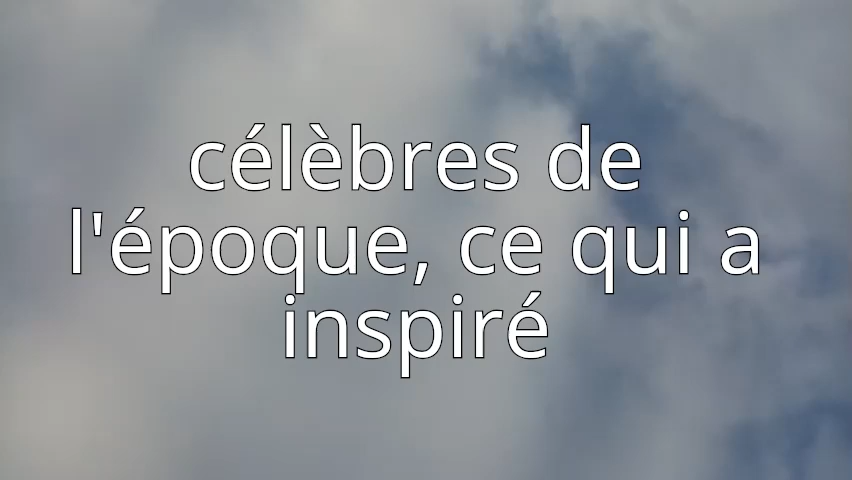 célèbres de
l'époque, ce qui a
inspiré